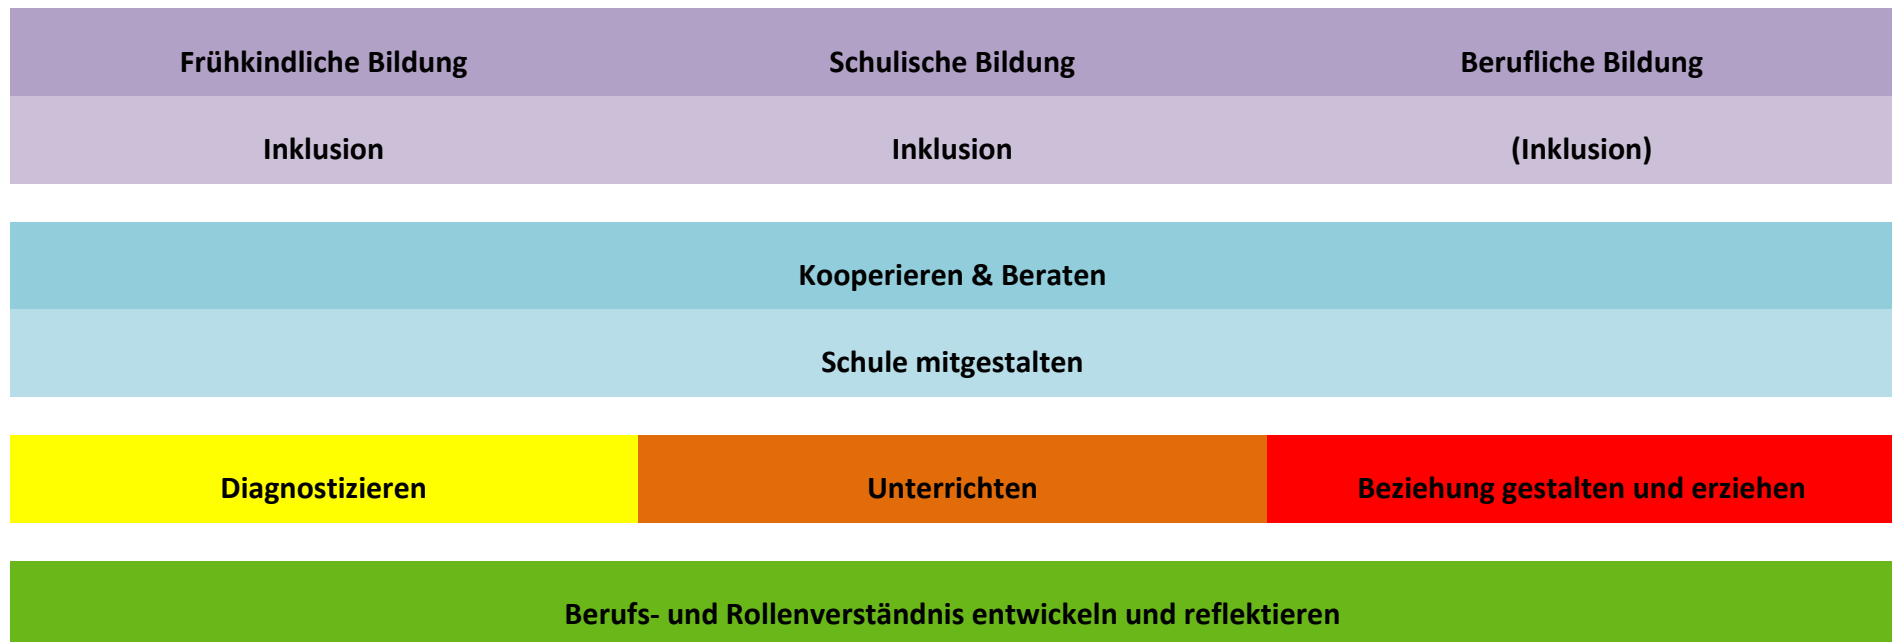 Frühkindliche Bildung Schulische Bildung Berufliche Bildung
Inklusion Inklusion (Inklusion)
Kooperieren & Beraten
Schule mitgestalten
Diagnostizieren Unterrichten Beziehung gestalten und erziehen
Berufs- und Rollenverständnis entwickeln und reflektieren